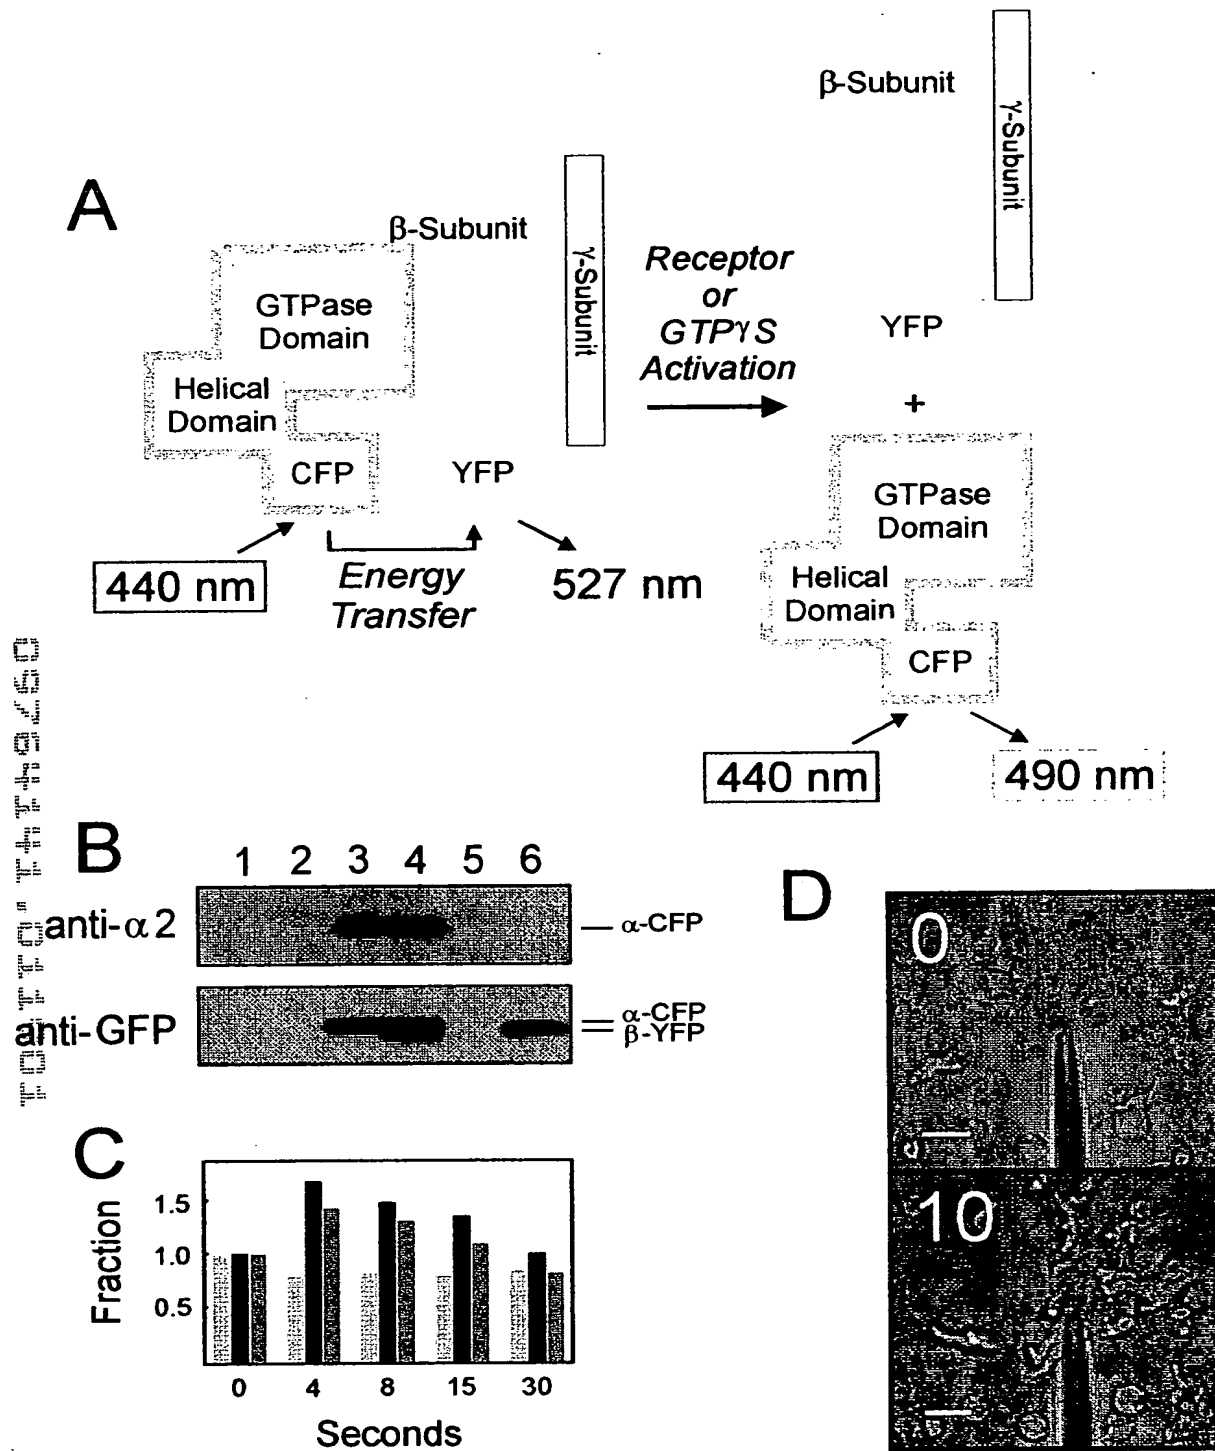 A
β-Subunit
γ-Subunit
GTPase
Domain
Helical
Domain
CFP
YFP
440 nm
Energy
Transfer
527 nm
Receptor
or
GTPγS
Activation
β-Subunit
γ-Subunit
YFP
+
GTPase
Domain
Helical
Domain
CFP
440 nm
490 nm
B
1 2 3 4 5 6
anti-α2
α-CFP
anti-GFP
α-CFP
β-YFP
C
Fraction
1.5
1.0
0.5
0 4 8 15 30
Seconds
D
0
10